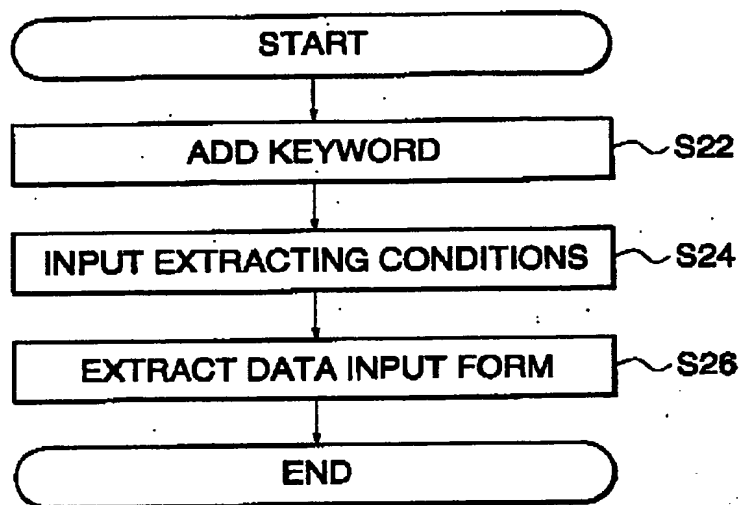 START
ADD KEYWORD S22
INPUT EXTRACTING CONDITIONS S24
EXTRACT DATA INPUT FORM S26
END